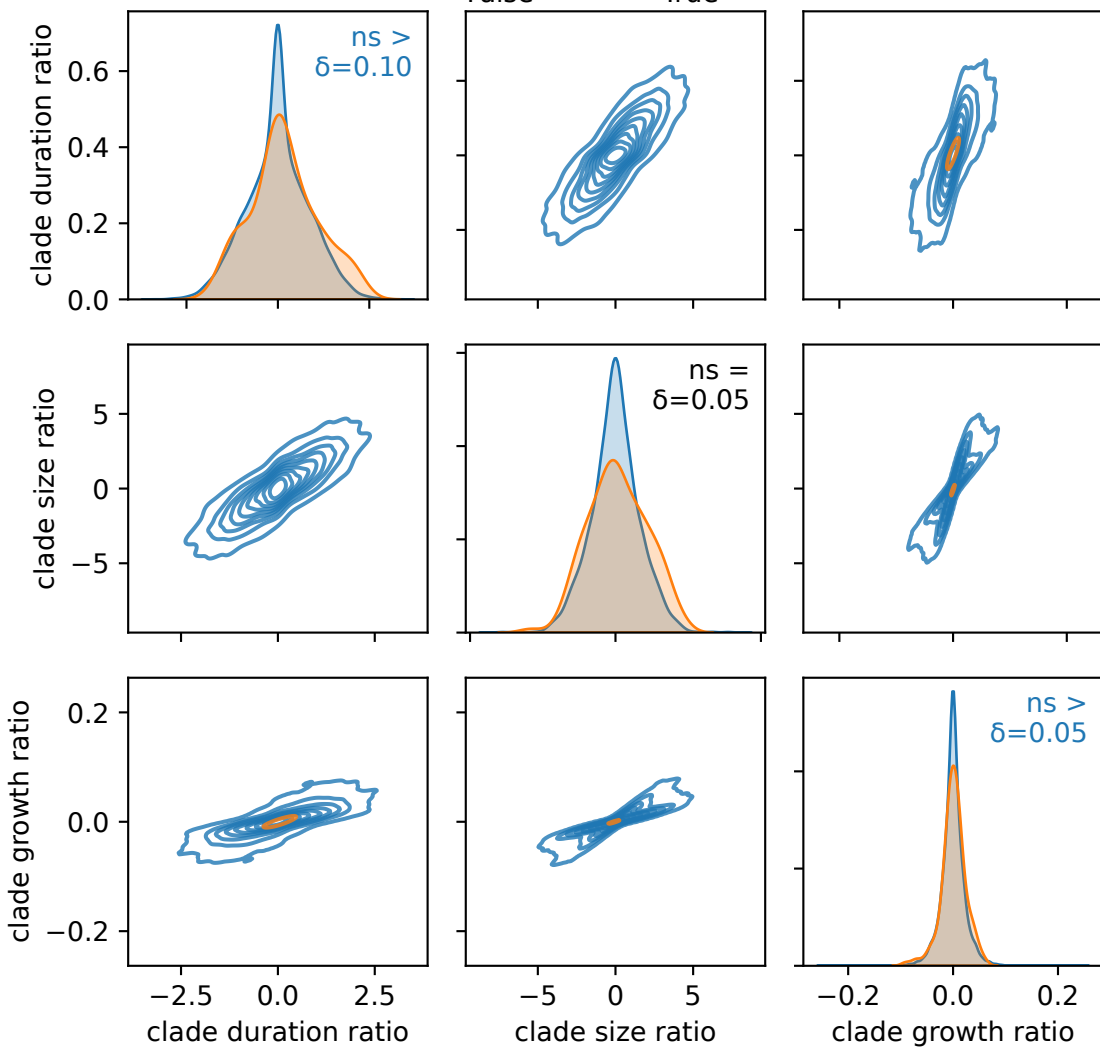 clade duration ratio
0.6
0.4
0.2
0.0
ns >
δ=0.10
clade size ratio
5
0
−5
ns =
δ=0.05
clade growth ratio
0.2
0.0
−0.2
ns >
δ=0.05
−2.5 0.0 2.5
clade duration ratio
−5 0 5
clade size ratio
−0.2 0.0 0.2
clade growth ratio